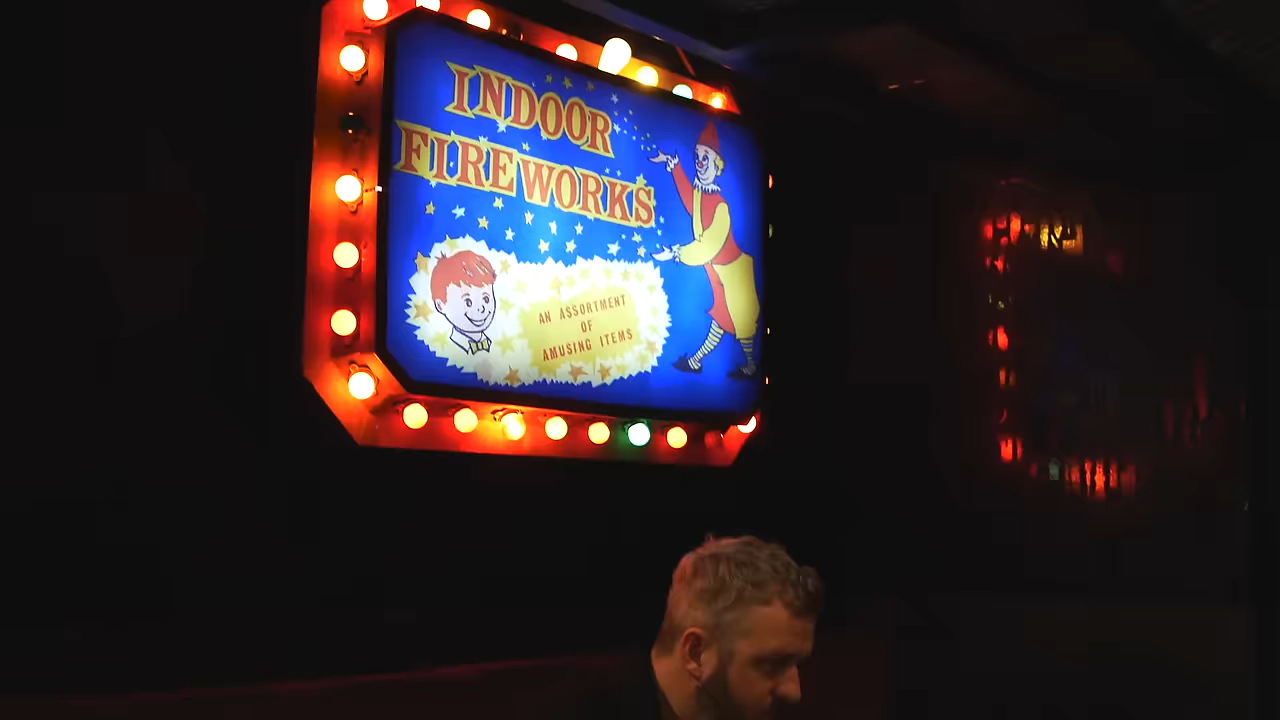 INDOOR
FIREWORKS
AN ASSORTMENT
OF
AMUSING ITEMS